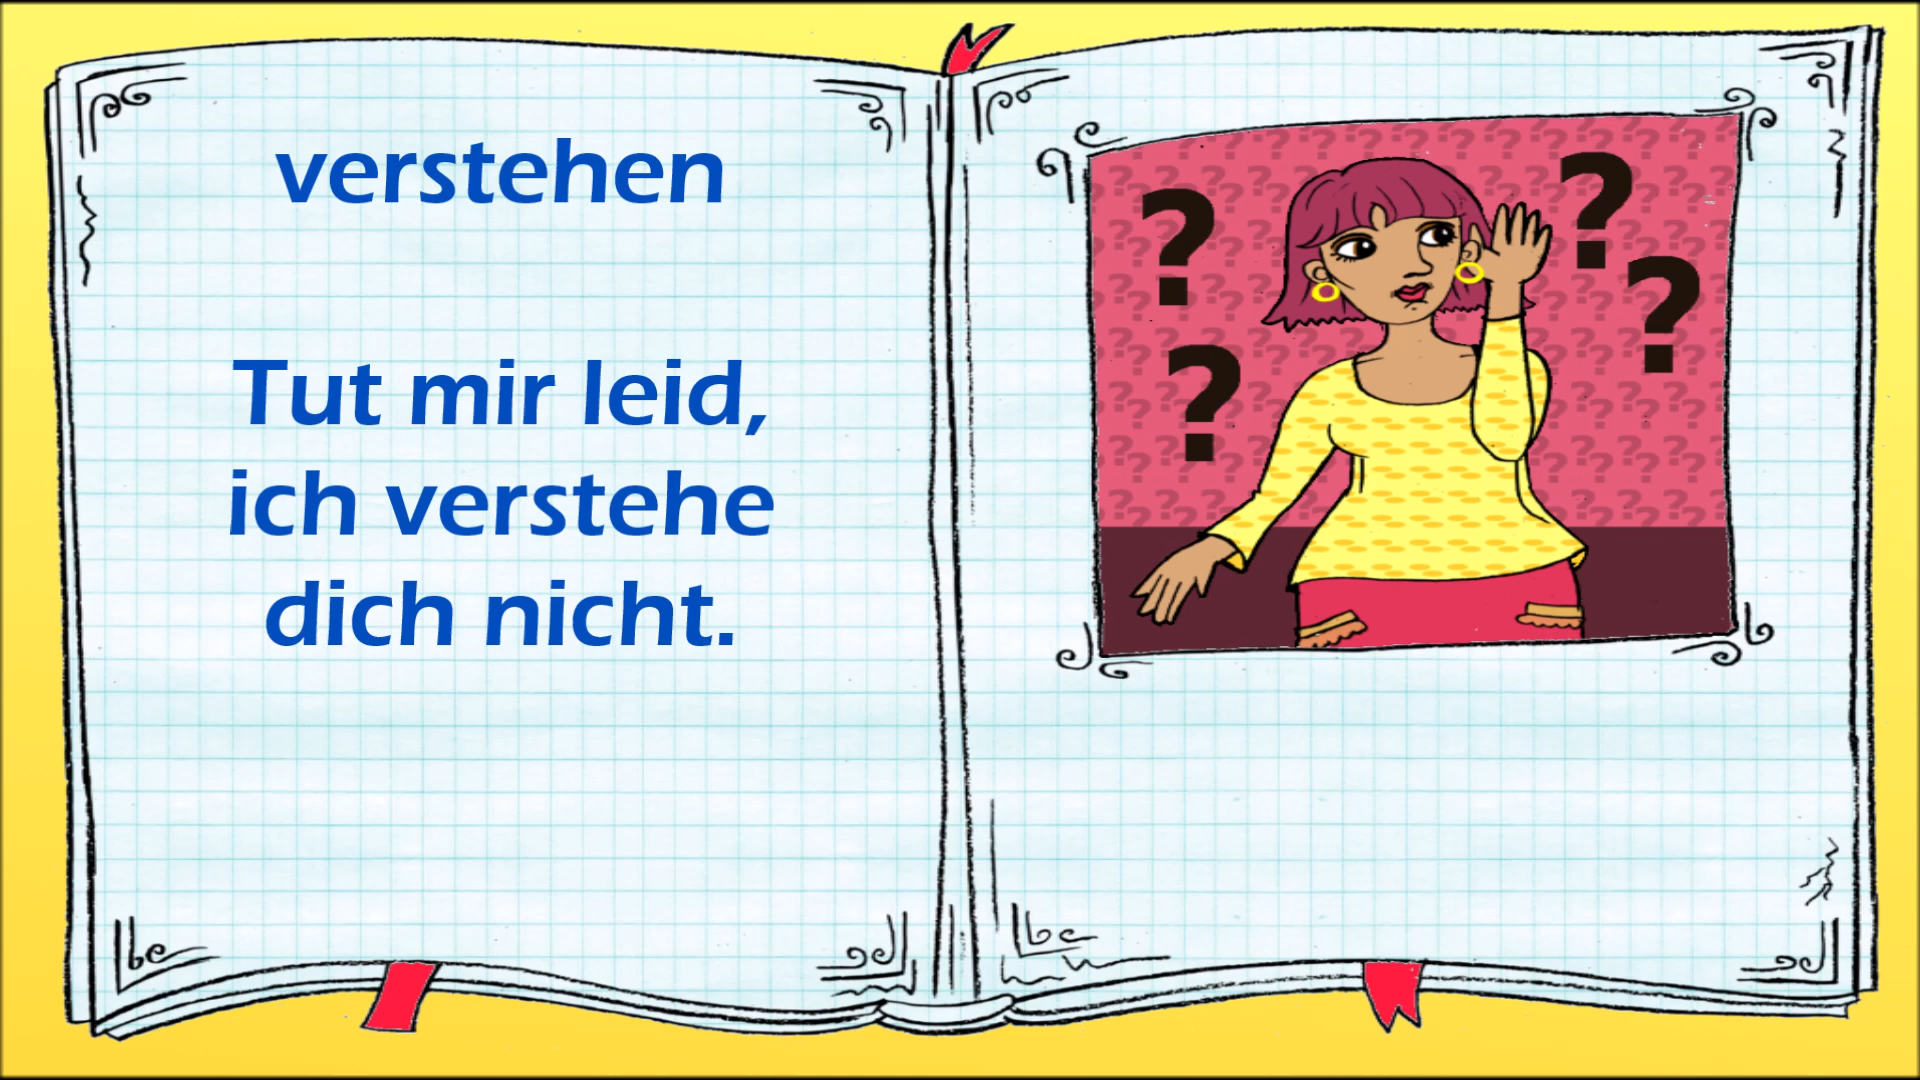 verstehen
Tut mir leid,
ich verstehe
dich nicht.
? ? ? ?